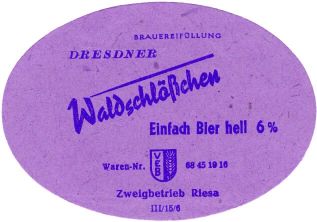 BRAUEREIFÜLLUNG
DRESDNER
Waldschlößchen
Einfach Bier hell 6%
Waren-Nr. VEB 68 45 19 16
Zweigbetrieb Riesa
III/15/6